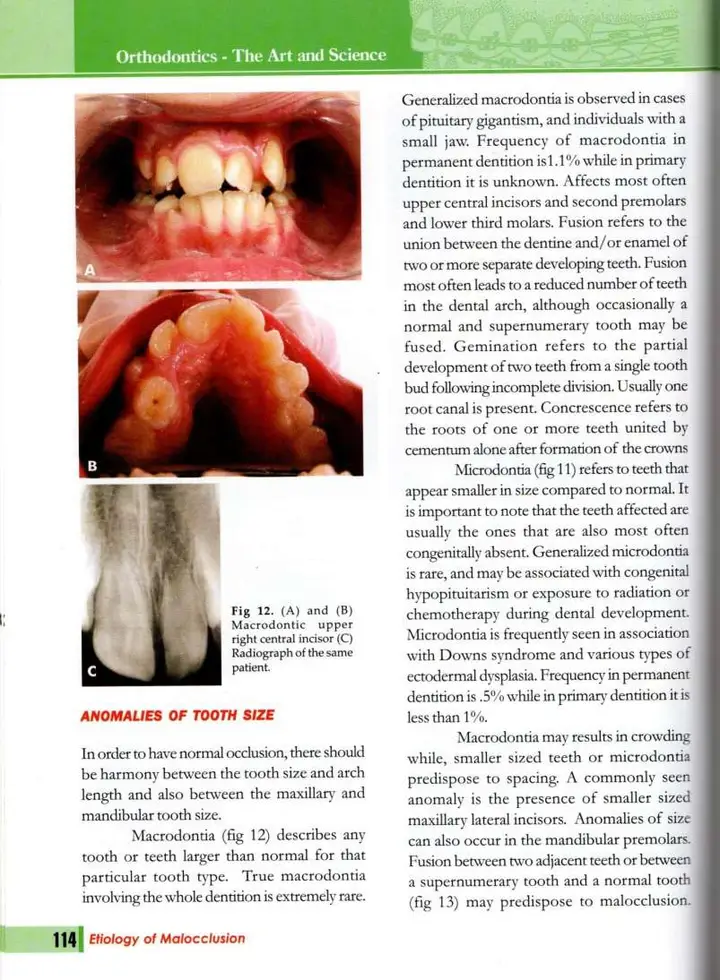 Orthodontics - The Art and Science
A
B
C
Fig 12. (A) and (B)
Macrodontic upper
right central incisor (C)
Radiograph of the same
patient.
ANOMALIES OF TOOTH SIZE
In order to have normal occlusion, there should
be harmony between the tooth size and arch
length and also between the maxillary and
mandibular tooth size.
Macrodontia (fig 12) describes any
tooth or teeth larger than normal for that
particular tooth type. True macrodontia
involving the whole dentition is extremely rare.
Generalized macrodontia is observed in cases
of pituitary gigantism, and individuals with a
small jaw. Frequency of macrodontia in
permanent dentition is1.1% while in primary
dentition it is unknown. Affects most often
upper central incisors and second premolars
and lower third molars. Fusion refers to the
union between the dentine and/or enamel of
two or more separate developing teeth. Fusion
most often leads to a reduced number of teeth
in the dental arch, although occasionally a
normal and supernumerary tooth may be
fused. Gemination refers to the partial
development of two teeth from a single tooth
bud following incomplete division. Usually one
root canal is present. Concrescence refers to
the roots of one or more teeth united by
cementum alone after formation of the crowns
Microdontia (fig 11) refers to teeth that
appear smaller in size compared to normal. It
is important to note that the teeth affected are
usually the ones that are also most often
congenitally absent. Generalized microdontia
is rare, and may be associated with congenital
hypopituitarism or exposure to radiation or
chemotherapy during dental development.
Microdontia is frequently seen in association
with Downs syndrome and various types of
ectodermal dysplasia. Frequency in permanent
dentition is .5% while in primary dentition it is
less than 1%.
Macrodontia may results in crowding
while, smaller sized teeth or microdontia
predispose to spacing. A commonly seen
anomaly is the presence of smaller sized
maxillary lateral incisors. Anomalies of size
can also occur in the mandibular premolars.
Fusion between two adjacent teeth or between
a supernumerary tooth and a normal tooth
(fig 13) may predispose to malocclusion.
114 Etiology of Malocclusion